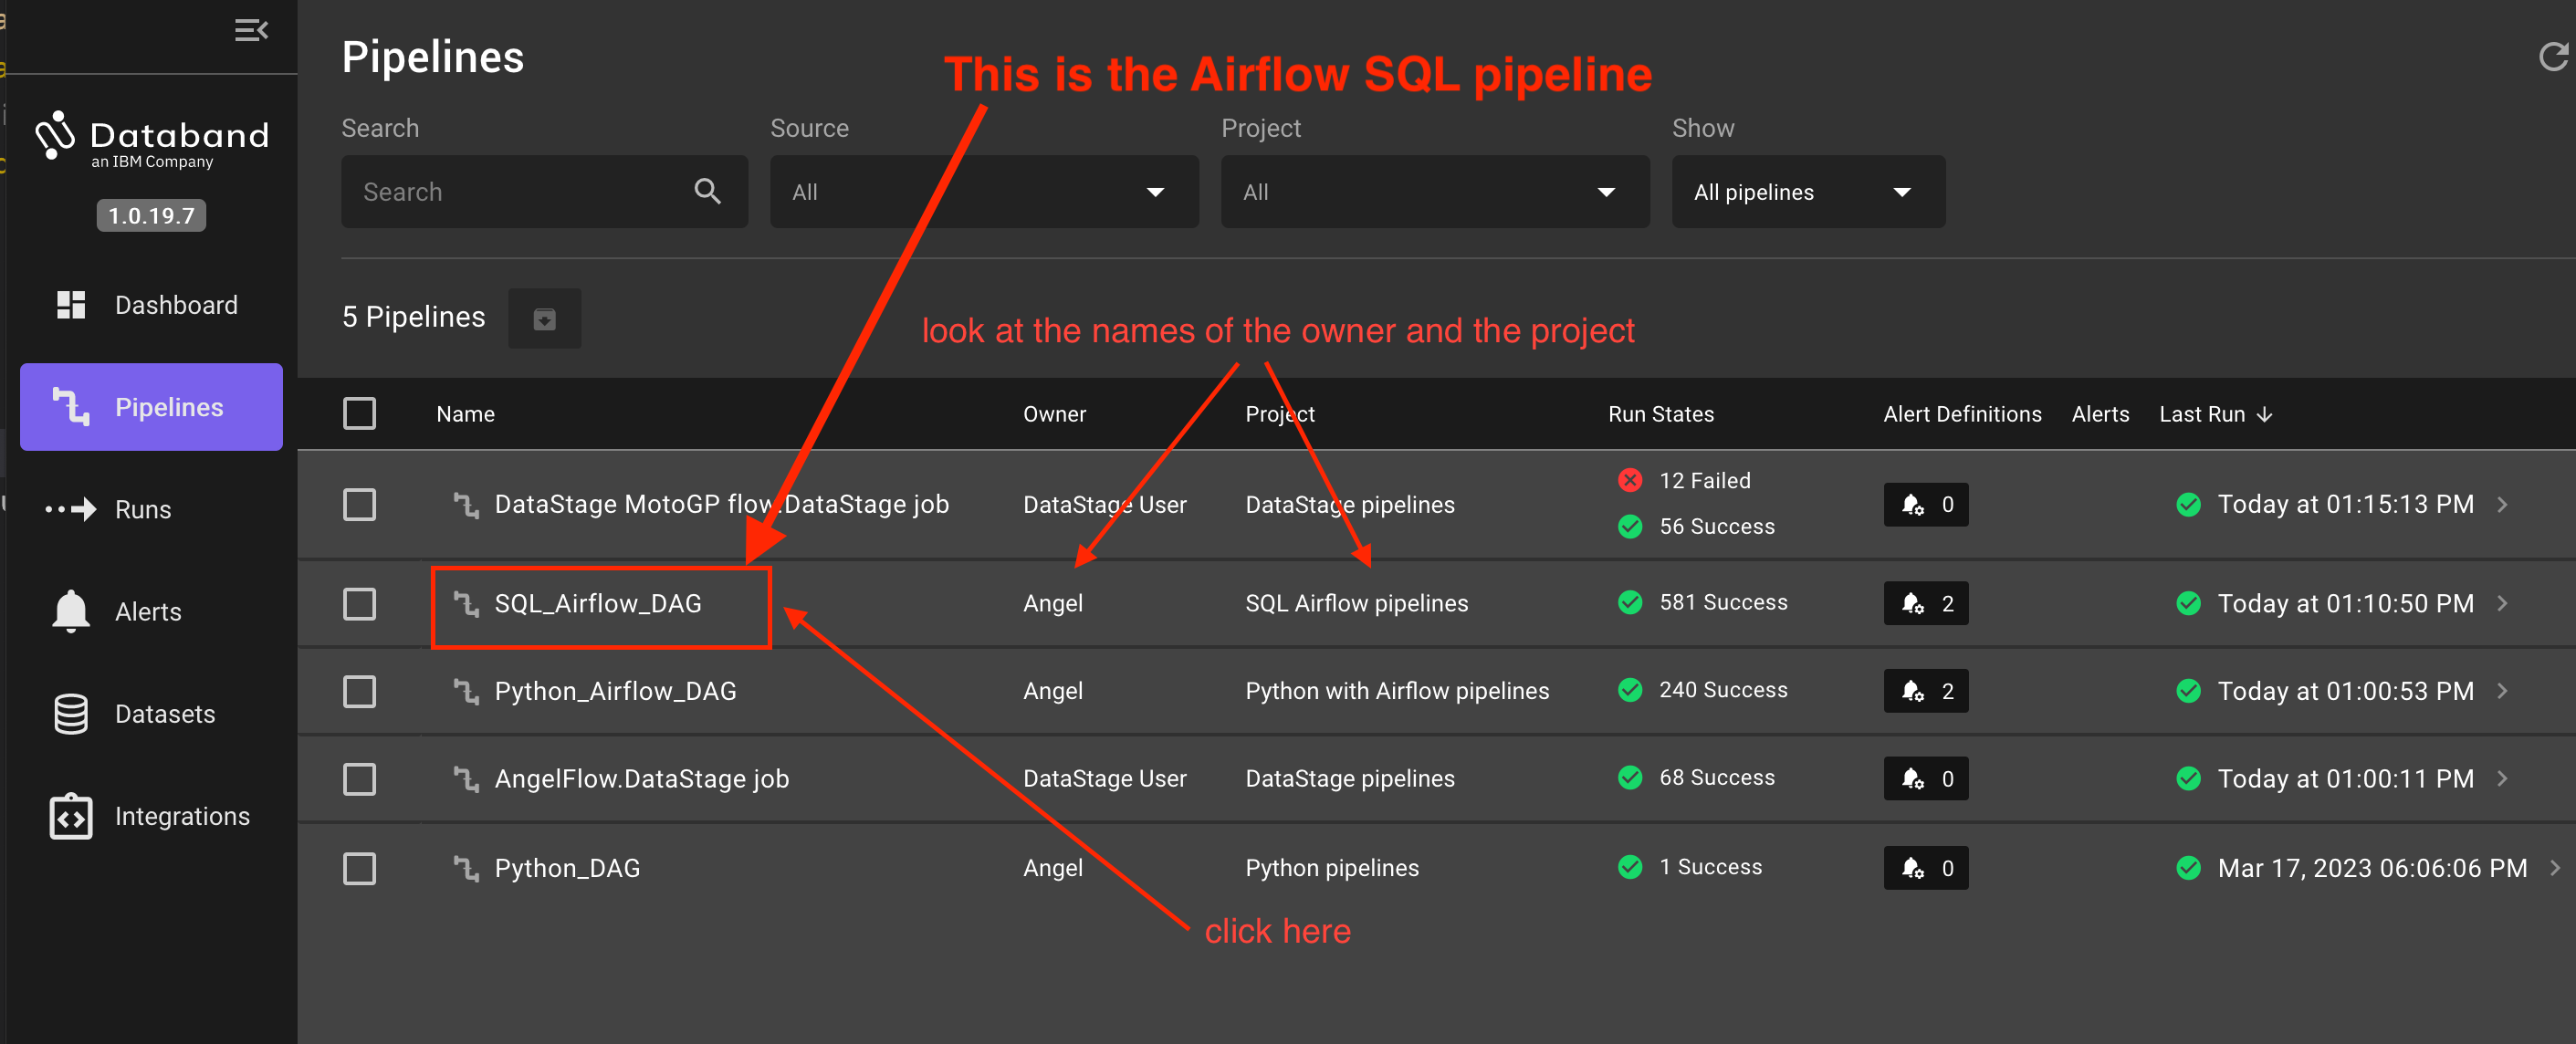 Pipelines
This is the Airflow SQL pipeline
Search
Source
Project
Show
Search
All
All
All pipelines
Databand
an IBM Company
1.0.19.7
Dashboard
Pipelines
Runs
Alerts
Datasets
Integrations
5 Pipelines
look at the names of the owner and the project
Name Owner Project Run States Alert Definitions Alerts Last Run
DataStage MotoGP flow.DataStage job DataStage User DataStage pipelines 12 Failed 56 Success 0 Today at 01:15:13 PM
SQL_Airflow_DAG Angel SQL Airflow pipelines 581 Success 2 Today at 01:10:50 PM
Python_Airflow_DAG Angel Python with Airflow pipelines 240 Success 2 Today at 01:00:53 PM
AngelFlow.DataStage job DataStage User DataStage pipelines 68 Success 0 Today at 01:00:11 PM
Python_DAG Angel Python pipelines 1 Success 0 Mar 17, 2023 06:06:06 PM
click here